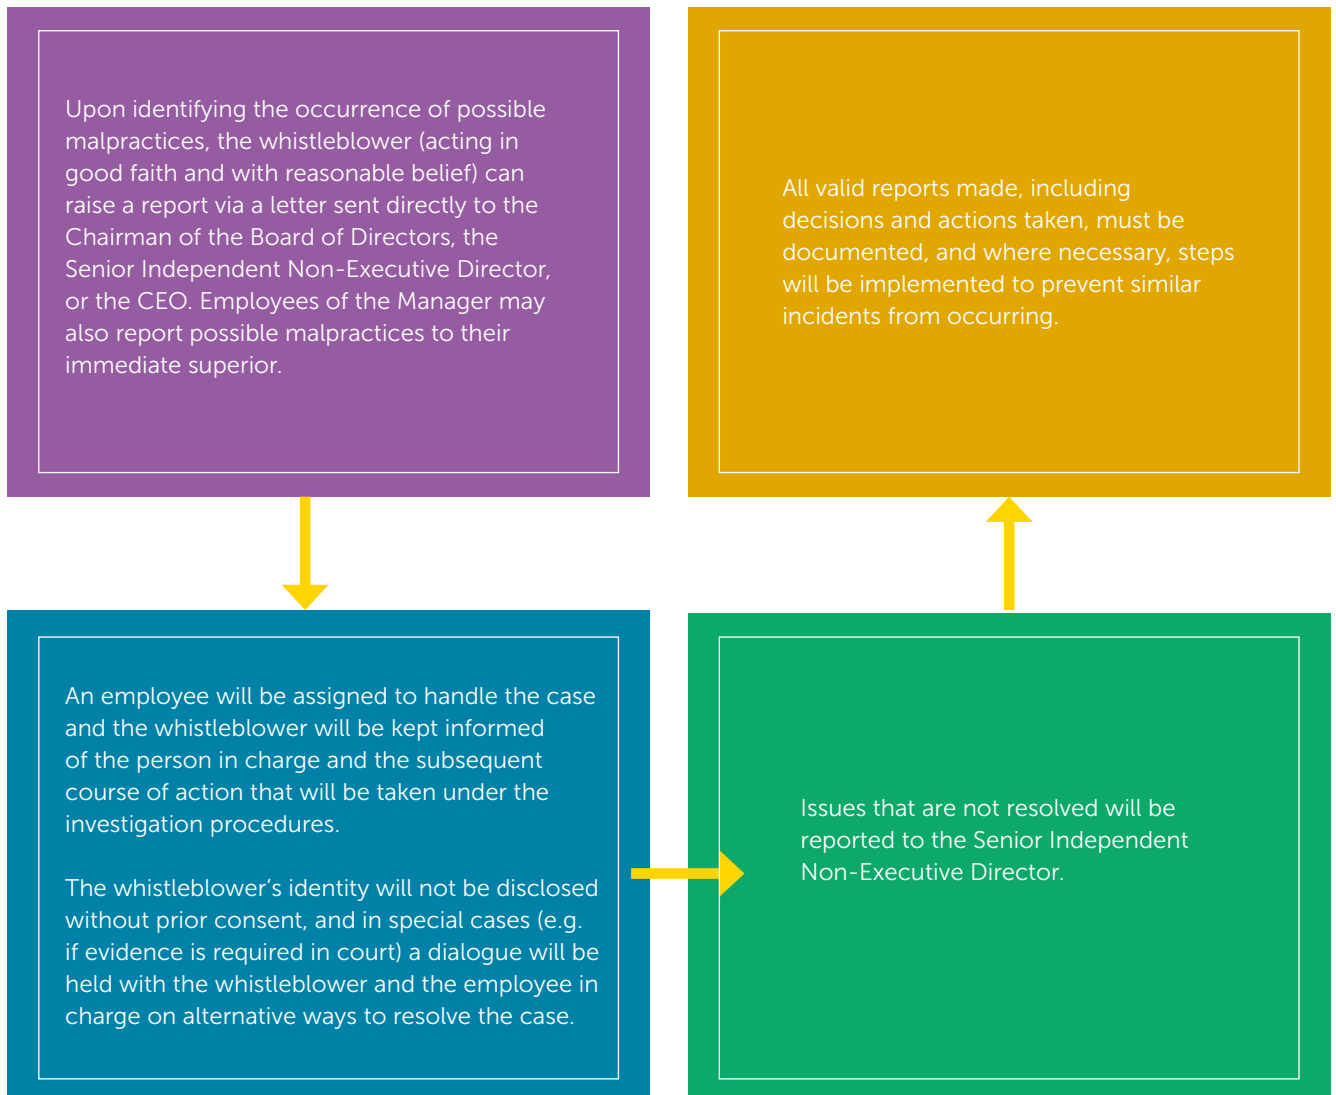 Upon identifying the occurrence of possible
malpractices, the whistleblower (acting in
good faith and with reasonable belief) can
raise a report via a letter sent directly to the
Chairman of the Board of Directors, the
Senior Independent Non-Executive Director,
or the CEO. Employees of the Manager may
also report possible malpractices to their
immediate superior.
An employee will be assigned to handle the case
and the whistleblower will be kept informed
of the person in charge and the subsequent
course of action that will be taken under the
investigation procedures.
The whistleblower’s identity will not be disclosed
without prior consent, and in special cases (e.g.
if evidence is required in court) a dialogue will be
held with the whistleblower and the employee in
charge on alternative ways to resolve the case.
Issues that are not resolved will be
reported to the Senior Independent
Non-Executive Director.
All valid reports made, including
decisions and actions taken, must be
documented, and where necessary, steps
will be implemented to prevent similar
incidents from occurring.